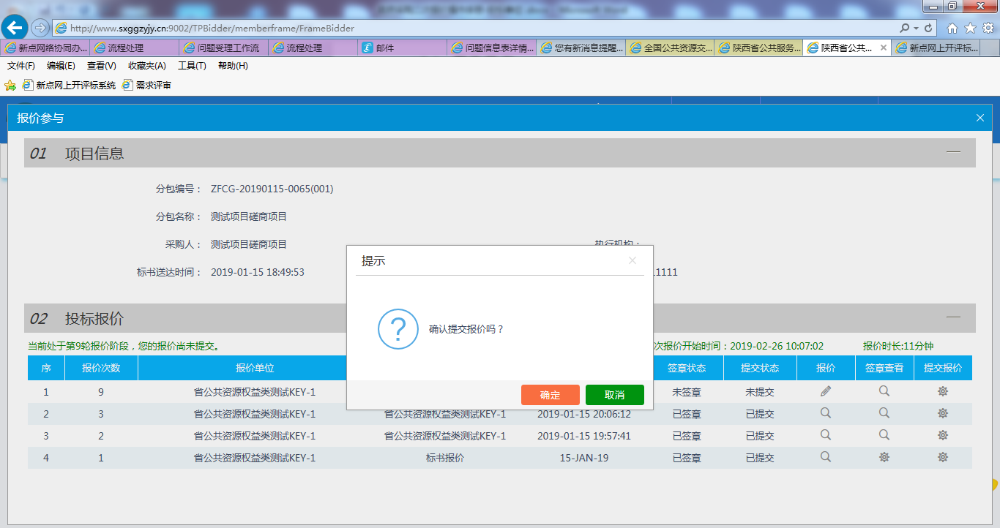 http://www.sxggzyjy.cn:9002/TPBidder/memberframe/FrameBidder
新点网络协同办... 流程处理 问题受理工作流 流程处理 邮件 问题信息表详情... 您有新消息提醒... 全国公共资源交... 陕西省公共服务... 陕西省公共... 新点网上开评标...
文件(F) 编辑(E) 查看(V) 收藏夹(A) 工具(T) 帮助(H)
新点网上开评标系统 需求评审
报价参与
01 项目信息
分包编号： ZFCG-20190115-0065(001)
分包名称： 测试项目磋商项目
采购人： 测试项目磋商项目 执行机构：
标书送达时间： 2019-01-15 18:49:53 11111
提示
确认提交报价吗？
确定 取消
02 投标报价
当前处于第9轮报价阶段，您的报价尚未提交。 次报价开始时间：2019-02-26 10:07:02 报价时长:11分钟
序 报价次数 报价单位 签章状态 提交状态 报价 签章查看 提交报价
1 9 省公共资源权益类测试KEY-1 未签章 未提交
2 3 省公共资源权益类测试KEY-1 省公共资源权益类测试KEY-1 2019-01-15 20:06:12 已签章 已提交
3 2 省公共资源权益类测试KEY-1 省公共资源权益类测试KEY-1 2019-01-15 19:57:41 已签章 已提交
4 1 省公共资源权益类测试KEY-1 标书报价 15-JAN-19 已签章 已提交